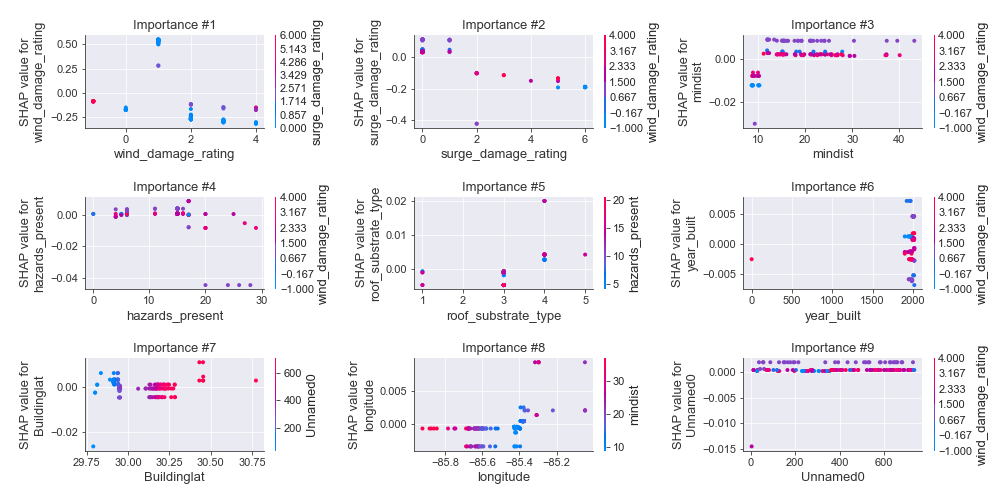 Importance #1
SHAP value for
wind_damage_rating
0.50
0.25
0.00
−0.25
0
2
4
wind_damage_rating
6.000
5.143
4.286
3.429
2.571
1.714
0.857
0.000
surge_damage_rating
Importance #2
SHAP value for
surge_damage_rating
0.0
−0.2
−0.4
0
2
4
6
surge_damage_rating
4.000
3.167
2.333
1.500
0.667
−0.167
−1.000
wind_damage_rating
Importance #3
SHAP value for
mindist
0.00
−0.02
10
20
30
40
mindist
4.000
3.167
2.333
1.500
0.667
−0.167
−1.000
wind_damage_rating
Importance #4
SHAP value for
hazards_present
0.00
−0.02
−0.04
0
10
20
30
hazards_present
4.000
3.167
2.333
1.500
0.667
−0.167
−1.000
wind_damage_rating
Importance #5
SHAP value for
roof_substrate_type
0.02
0.01
0.00
1
2
3
4
5
roof_substrate_type
20
15
10
5
hazards_present
Importance #6
SHAP value for
year_built
0.005
0.000
−0.005
0
500
1000
1500
2000
year_built
4.000
3.167
2.333
1.500
0.667
−0.167
−1.000
wind_damage_rating
Importance #7
SHAP value for
Buildinglat
0.00
−0.02
29.75
30.00
30.25
30.50
30.75
Buildinglat
600
400
200
Unnamed0
Importance #8
SHAP value for
longitude
0.005
0.000
−85.8
−85.6
−85.4
−85.2
longitude
30
20
10
mindist
Importance #9
SHAP value for
Unnamed0
0.000
−0.005
−0.010
−0.015
0
200
400
600
Unnamed0
4.000
3.167
2.333
1.500
0.667
−0.167
−1.000
wind_damage_rating